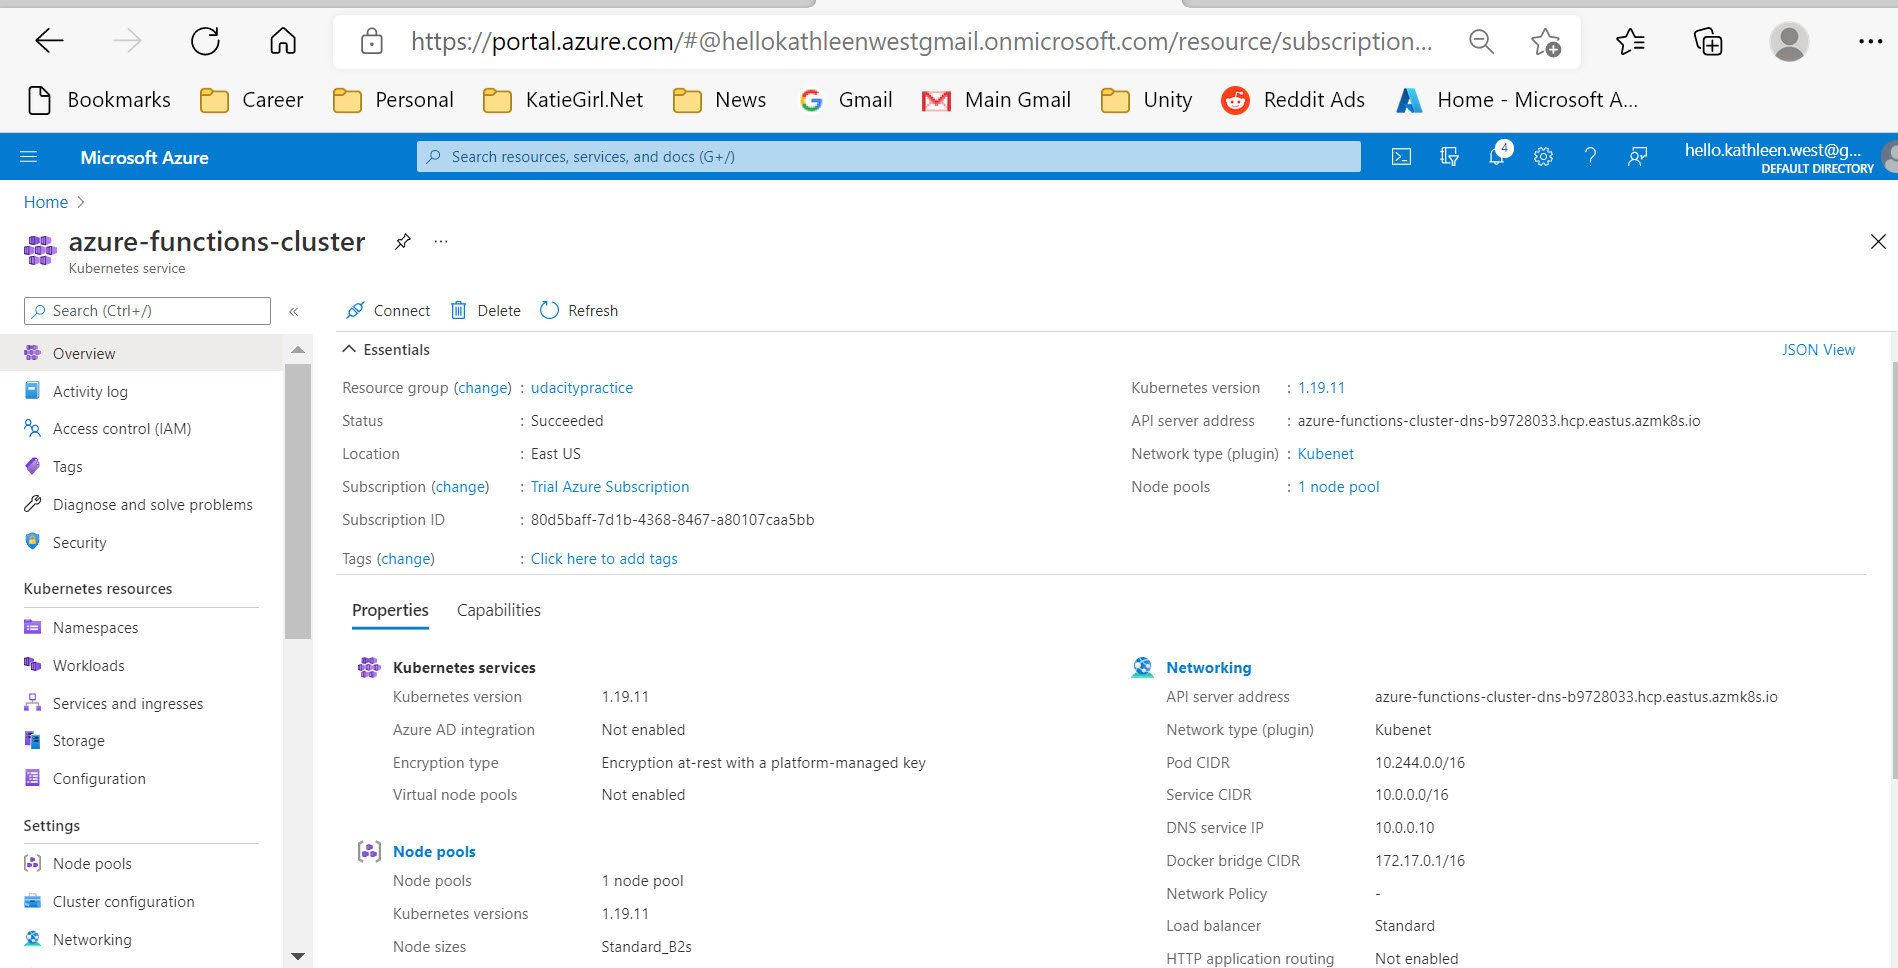 https://portal.azure.com/#@hellokathleenwestgmail.onmicrosoft.com/resource/subscription...
Bookmarks Career Personal KatieGirl.Net News Gmail Main Gmail Unity Reddit Ads Home - Microsoft A...
Microsoft Azure Search resources, services, and docs (G+/) 4 hello.kathleen.west@g...
DEFAULT DIRECTORY
Home >
azure-functions-cluster ...
Kubernetes service
Search (Ctrl+/) «
Connect Delete Refresh
Overview
Activity log
Access control (IAM)
Tags
Diagnose and solve problems
Security
Kubernetes resources
Namespaces
Workloads
Services and ingresses
Storage
Configuration
Settings
Node pools
Cluster configuration
Networking
Essentials JSON View
Resource group (change) : udacitypractice
Status : Succeeded
Location : East US
Subscription (change) : Trial Azure Subscription
Subscription ID : 80d5baff-7d1b-4368-8467-a80107caa5bb
Tags (change) : Click here to add tags
Kubernetes version : 1.19.11
API server address : azure-functions-cluster-dns-b9728033.hcp.eastus.azmk8s.io
Network type (plugin) : Kubenet
Node pools : 1 node pool
Properties Capabilities
Kubernetes services
Kubernetes version 1.19.11
Azure AD integration Not enabled
Encryption type Encryption at-rest with a platform-managed key
Virtual node pools Not enabled
Node pools
Node pools 1 node pool
Kubernetes versions 1.19.11
Node sizes Standard_B2s
Networking
API server address azure-functions-cluster-dns-b9728033.hcp.eastus.azmk8s.io
Network type (plugin) Kubenet
Pod CIDR 10.244.0.0/16
Service CIDR 10.0.0.0/16
DNS service IP 10.0.0.10
Docker bridge CIDR 172.17.0.1/16
Network Policy -
Load balancer Standard
HTTP application routing Not enabled